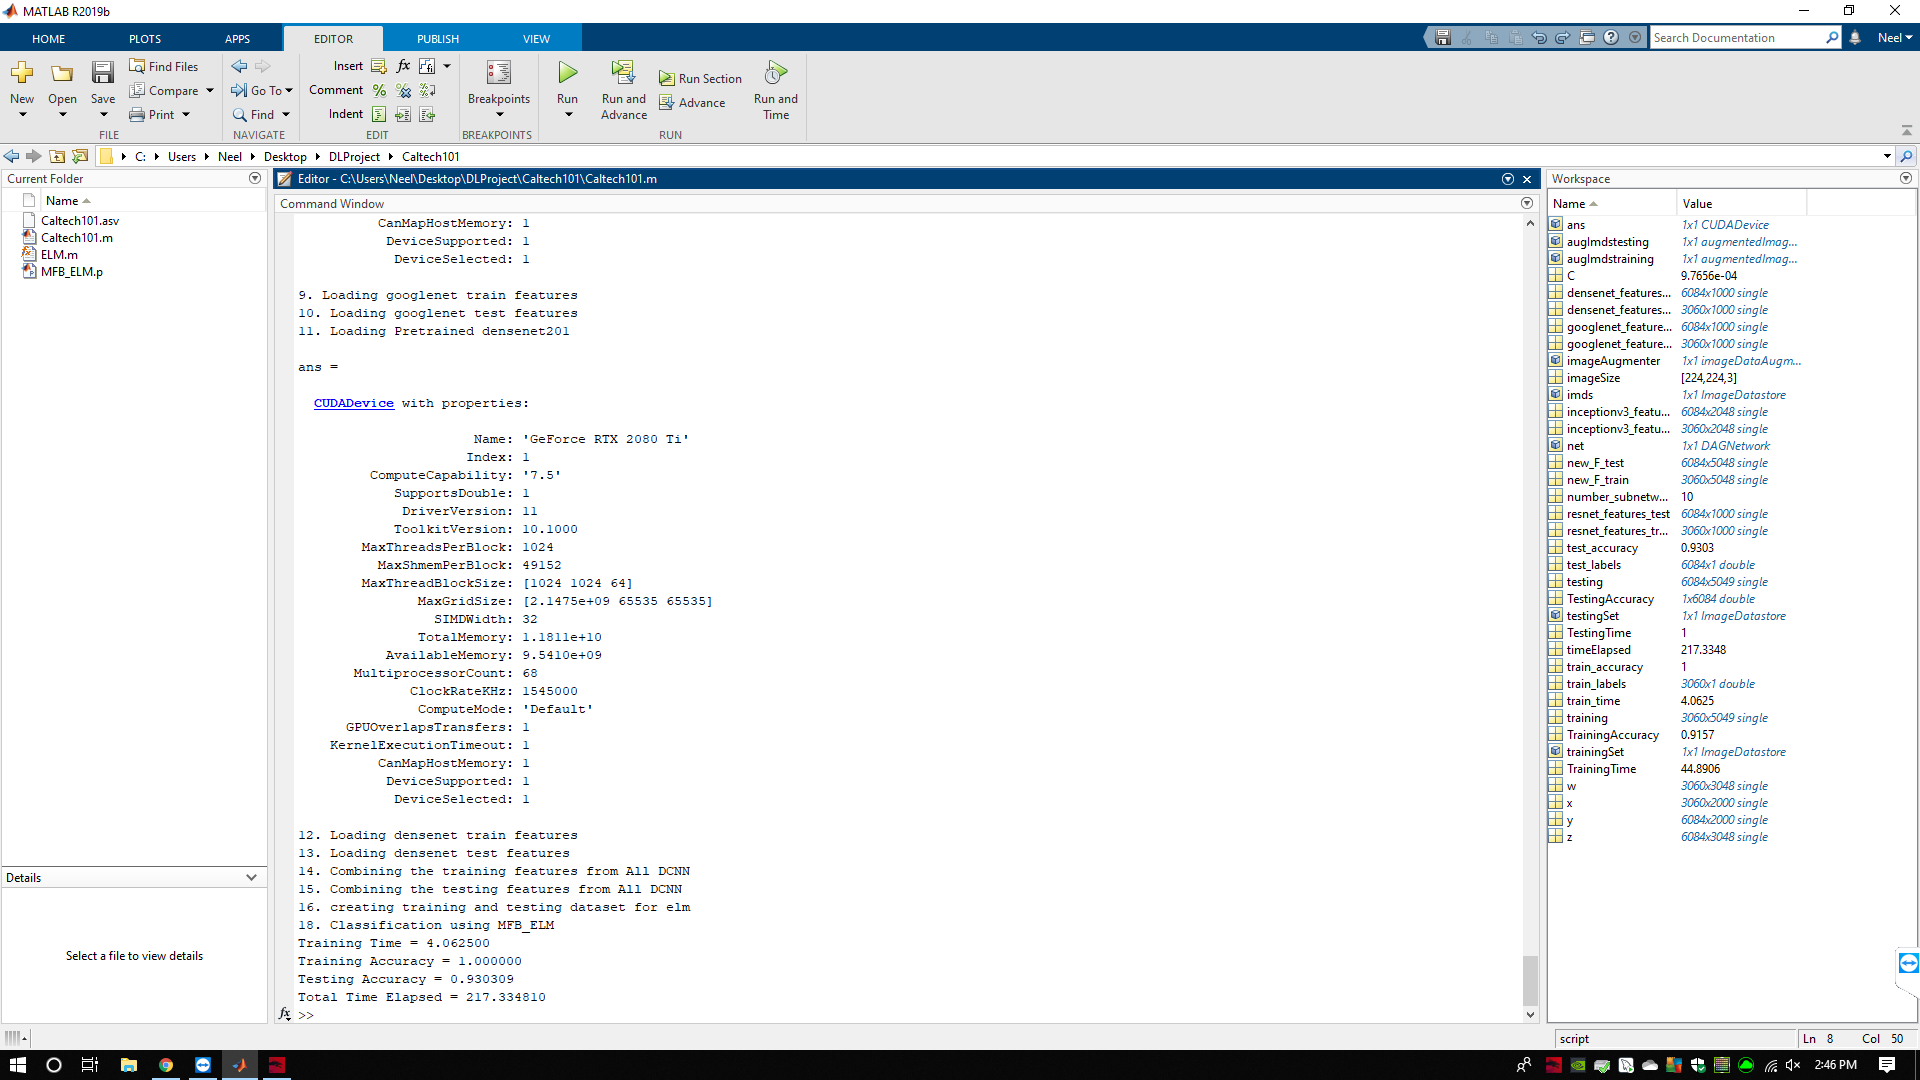 MATLAB R2019b
HOME PLOTS APPS EDITOR PUBLISH VIEW
Search Documentation
Neel
New
Open
Save
Find Files
Compare
Print
FILE
Go To
Find
NAVIGATE
Insert
fx
Comment
Indent
EDIT
Breakpoints
BREAKPOINTS
Run
Run and Advance
Run Section
Advance
Run and Time
RUN
C: Users Neel Desktop DLProject Caltech101
Current Folder
Name
Caltech101.asv
Caltech101.m
ELM.m
MFB_ELM.p
Details
Select a file to view details
Editor - C:\Users\Neel\Desktop\DLProject\Caltech101\Caltech101.m
Command Window
CanMapHostMemory: 1
DeviceSupported: 1
DeviceSelected: 1
9. Loading googlenet train features
10. Loading googlenet test features
11. Loading Pretrained densenet201
ans =
CUDADevice with properties:
Name: 'GeForce RTX 2080 Ti'
Index: 1
ComputeCapability: '7.5'
SupportsDouble: 1
DriverVersion: 11
ToolkitVersion: 10.1000
MaxThreadsPerBlock: 1024
MaxShmemPerBlock: 49152
MaxThreadBlockSize: [1024 1024 64]
MaxGridSize: [2.1475e+09 65535 65535]
SIMDWidth: 32
TotalMemory: 1.1811e+10
AvailableMemory: 9.5410e+09
MultiprocessorCount: 68
ClockRateKHz: 1545000
ComputeMode: 'Default'
GPUOverlapsTransfers: 1
KernelExecutionTimeout: 1
CanMapHostMemory: 1
DeviceSupported: 1
DeviceSelected: 1
12. Loading densenet train features
13. Loading densenet test features
14. Combining the training features from All DCNN
15. Combining the testing features from All DCNN
16. creating training and testing dataset for elm
18. Classification using MFB_ELM
Training Time = 4.062500
Training Accuracy = 1.000000
Testing Accuracy = 0.930309
Total Time Elapsed = 217.334810
fx >>
Workspace
Name Value
ans 1x1 CUDADevice
augImdstesting 1x1 augmentedImag...
augImdstraining 1x1 augmentedImag...
C 9.7656e-04
densenet_features... 6084x1000 single
densenet_features... 3060x1000 single
googlenet_feature... 6084x1000 single
googlenet_feature... 3060x1000 single
imageAugmenter 1x1 imageDataAugm...
imageSize [224,224,3]
imds 1x1 ImageDatastore
inceptionv3_featu... 6084x2048 single
inceptionv3_featu... 3060x2048 single
net 1x1 DAGNetwork
new_F_test 6084x5048 single
new_F_train 3060x5048 single
number_subnetw... 10
resnet_features_test 6084x1000 single
resnet_features_tr... 3060x1000 single
test_accuracy 0.9303
test_labels 6084x1 double
testing 6084x5049 single
TestingAccuracy 1x6084 double
testingSet 1x1 ImageDatastore
TestingTime 1
timeElapsed 217.3348
train_accuracy 1
train_labels 3060x1 double
train_time 4.0625
training 3060x5049 single
TrainingAccuracy 0.9157
trainingSet 1x1 ImageDatastore
TrainingTime 44.8906
w 3060x3048 single
x 3060x2000 single
y 6084x2000 single
z 6084x3048 single
script Ln 8 Col 50
2:46 PM